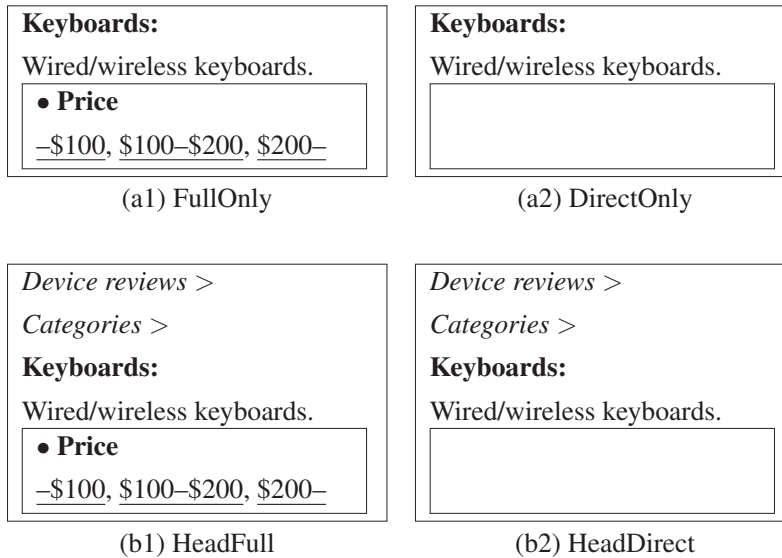 Keyboards:
Wired/wireless keyboards.
• Price
–$100, $100–$200, $200–
(a1) FullOnly
Keyboards:
Wired/wireless keyboards.
(a2) DirectOnly
Device reviews >
Categories >
Keyboards:
Wired/wireless keyboards.
• Price
–$100, $100–$200, $200–
(b1) HeadFull
Device reviews >
Categories >
Keyboards:
Wired/wireless keyboards.
(b2) HeadDirect